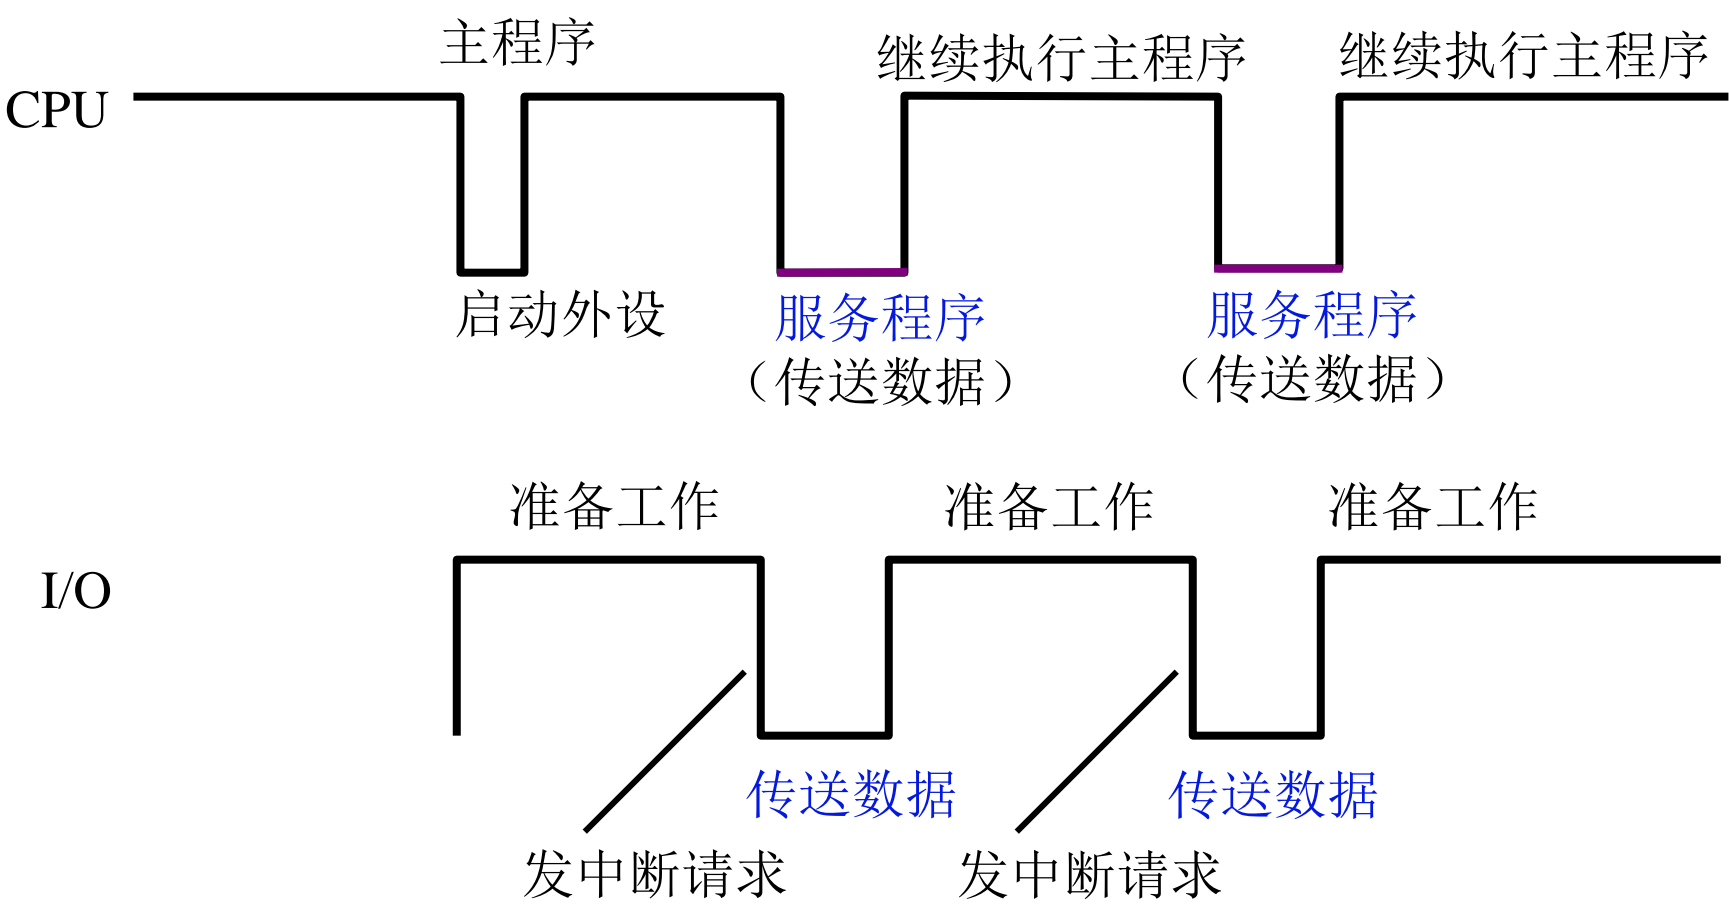 主程序
继续执行主程序
继续执行主程序
CPU
启动外设
服务程序
(传送数据)
服务程序
(传送数据)
准备工作
准备工作
准备工作
I/O
传送数据
传送数据
发中断请求
发中断请求